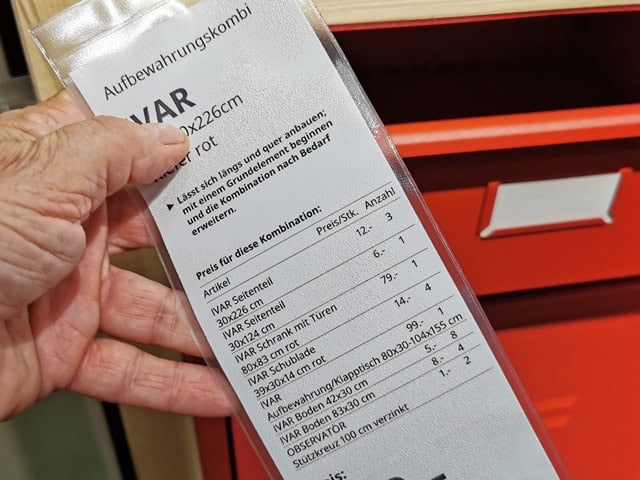 Aufbewahrungskombi
IVAR
0x226cm
Kiefer rot
► Lässt sich längs und quer anbauen;
mit einem Grundelement beginnen
und die Kombination nach Bedarf
erweitern.
Preis für diese Kombination:
Artikel Preis/Stk. Anzahl
IVAR Seitenteil 12.- 3
30x226 cm
IVAR Seitenteil 6.- 1
30x124 cm
IVAR Schrank mit Türen 79.- 1
80x83 cm rot
IVAR Schublade 14.- 4
39x30x14 cm rot
IVAR 99.- 1
Aufbewahrung/Klapptisch 80x30-104x155 cm
IVAR Boden 42x30 cm 5.- 8
IVAR Boden 83x30 cm 8.- 4
OBSERVATÖR 1.- 2
Stützkreuz 100 cm verzinkt